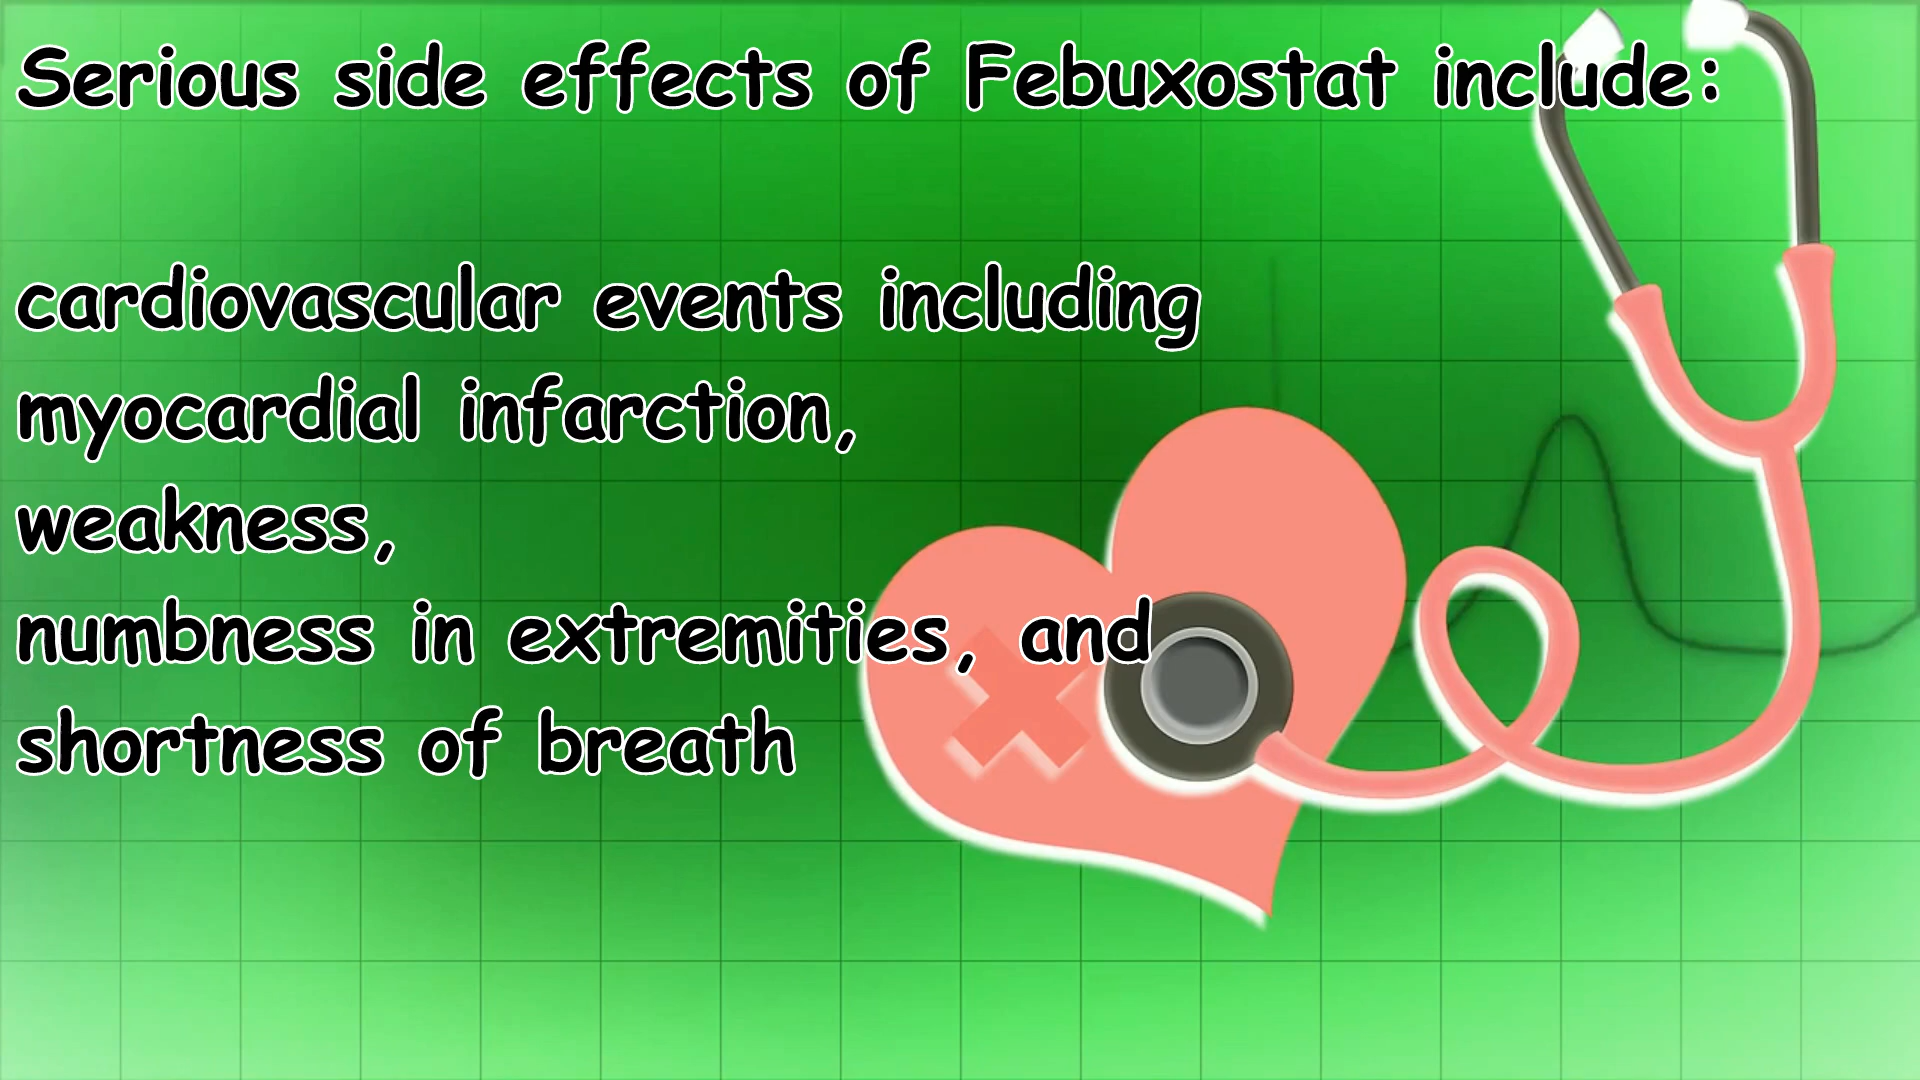 Serious side effects of Febuxostat include:
cardiovascular events including
myocardial infarction,
weakness,
numbness in extremities, and
shortness of breath